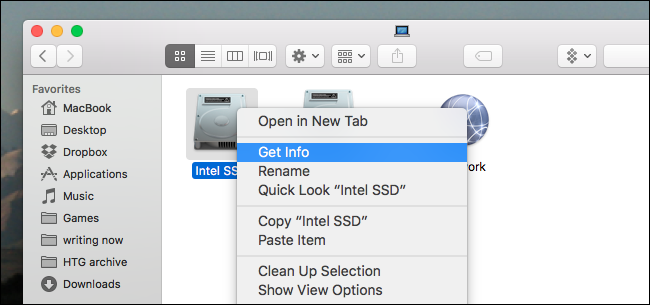 Favorites
MacBook
Desktop
Dropbox
Applications
Music
Games
writing now
HTG archive
Downloads
Intel SS
ork
Open in New Tab
Get Info
Rename
Quick Look “Intel SSD”
Copy “Intel SSD”
Paste Item
Clean Up Selection
Show View Options